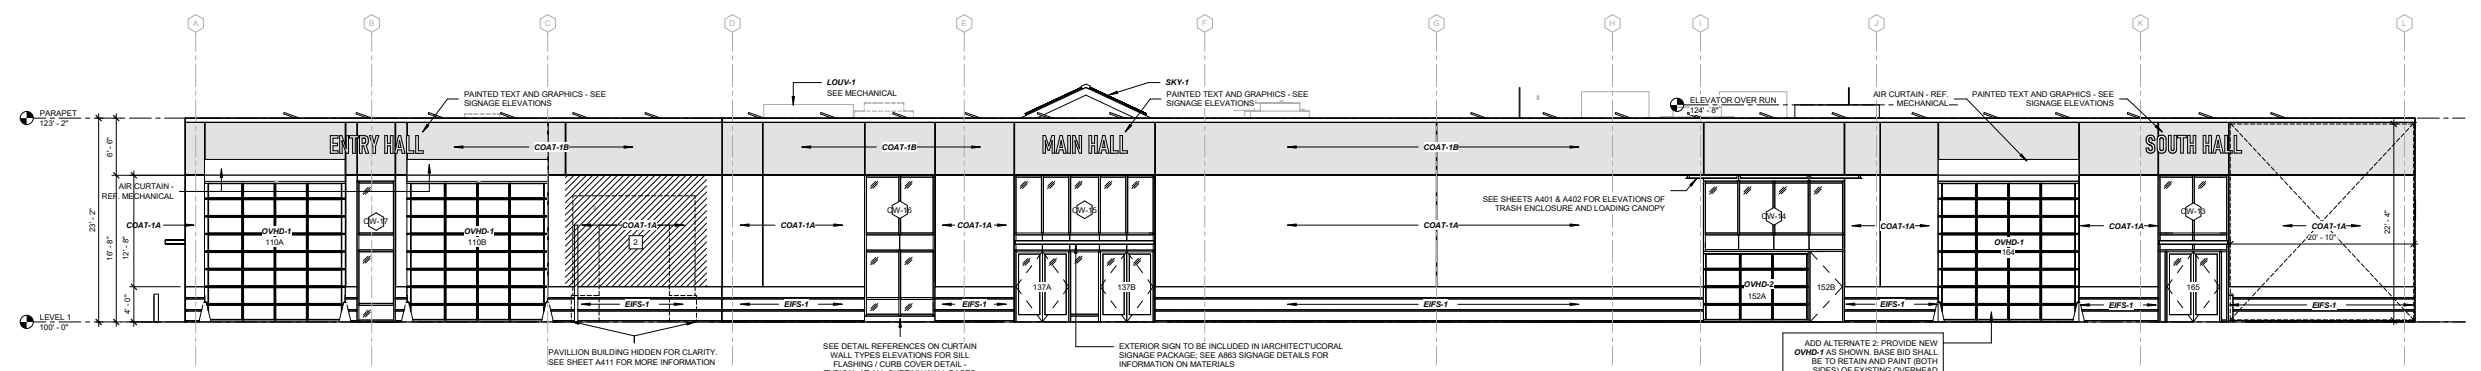 A B C D E F G H I J K L
LOUV-1
SEE MECHANICAL
SKY-1
PAINTED TEXT AND GRAPHICS - SEE
SIGNAGE ELEVATIONS
PAINTED TEXT AND GRAPHICS - SEE
SIGNAGE ELEVATIONS
ELEVATOR OVER RUN
124' - 8"
AIR CURTAIN - REF.
MECHANICAL
PAINTED TEXT AND GRAPHICS - SEE
SIGNAGE ELEVATIONS
PARAPET
123' - 2"
ENTRY HALL
COAT-1B
COAT-1B
MAIN HALL
COAT-1B
SOUTH HALL
6' - 6"
AIR CURTAIN -
REF. MECHANICAL
SEE SHEETS A401 & A402 FOR ELEVATIONS OF
TRASH ENCLOSURE AND LOADING CANOPY
23' - 2"
16' - 8"
12' - 8"
4' - 0"
COAT-1A
OVHD-1
110A
CW-17
OVHD-1
110B
COAT-1A
2
COAT-1A
CW-16
COAT-1A
CW-15
COAT-1A
CW-14
COAT-1A
OVHD-1
164
COAT-1A
CW-13
COAT-1A
20' - 10"
22' - 4"
137A
137B
OVHD-2
152A
152B
165
EIFS-1
EIFS-1
EIFS-1
EIFS-1
EIFS-1
EIFS-1
EIFS-1
LEVEL 1
100' - 0"
PAVILLION BUILDING HIDDEN FOR CLARITY.
SEE SHEET A411 FOR MORE INFORMATION
SEE DETAIL REFERENCES ON CURTAIN
WALL TYPES ELEVATIONS FOR SILL
FLASHING / CURB COVER DETAIL -
EXTERIOR SIGN TO BE INCLUDED IN IARCHITECT'UCORAL
SIGNAGE PACKAGE; SEE A863 SIGNAGE DETAILS FOR
INFORMATION ON MATERIALS
ADD ALTERNATE 2: PROVIDE NEW
OVHD-1 AS SHOWN. BASE BID SHALL
BE TO RETAIN AND PAINT (BOTH
SIDES) OF EXISTING OVERHEAD